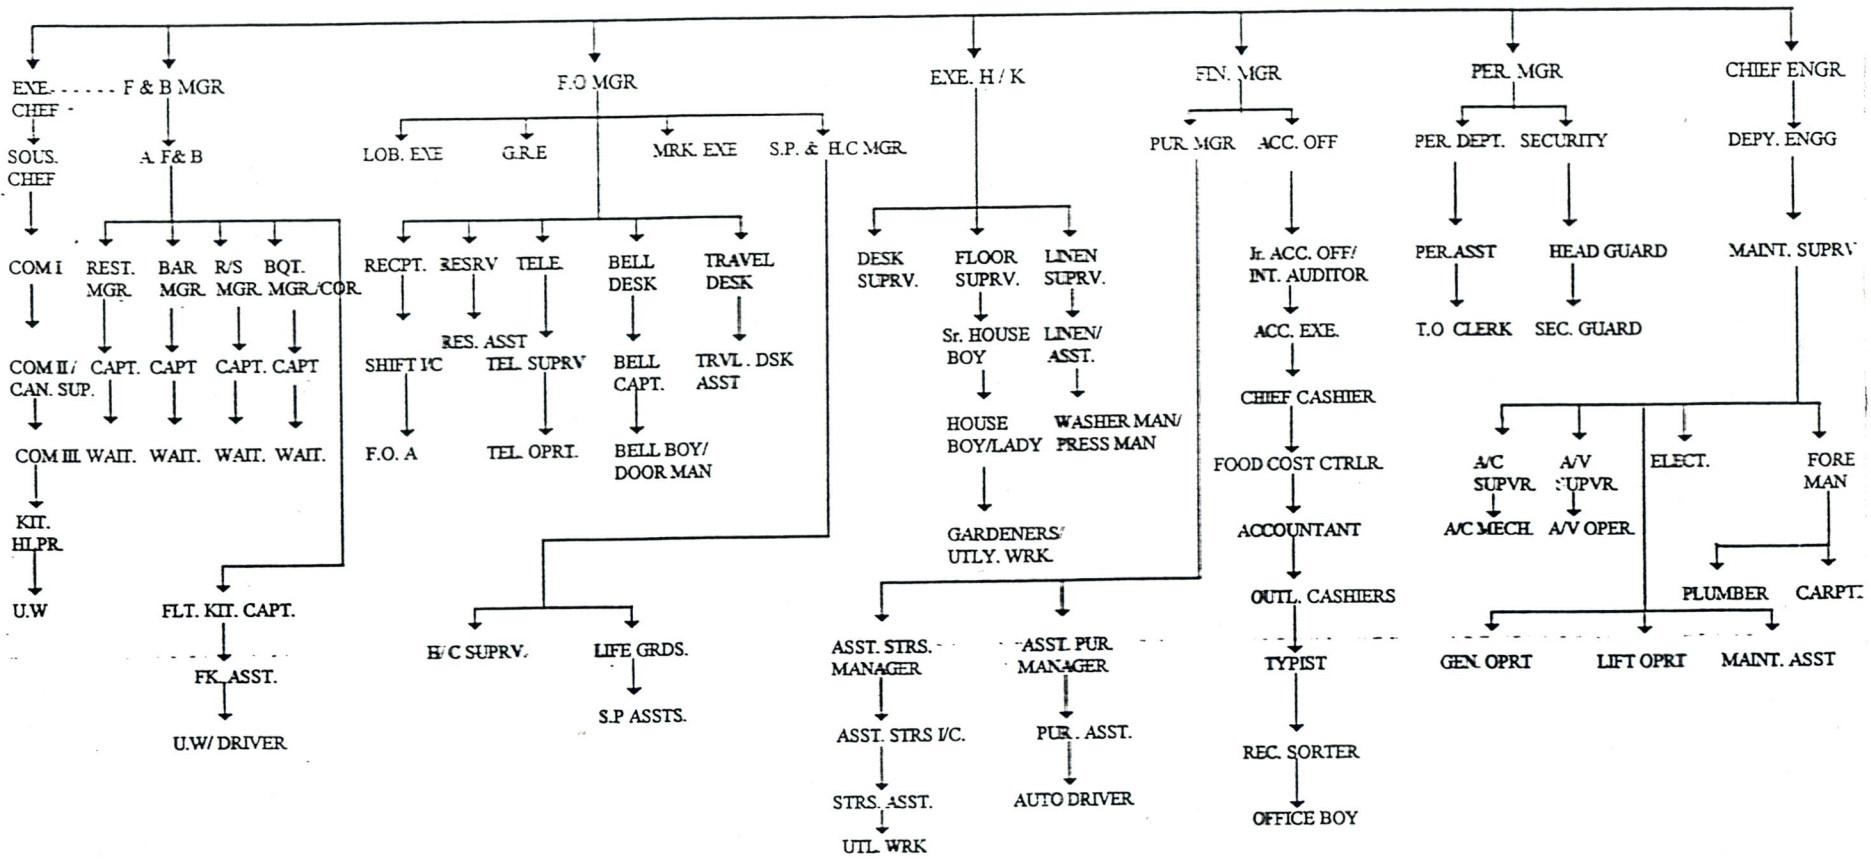 EXE. F & B MGR F.O MGR EXE. H / K FIN. MGR PER. MGR CHIEF ENGR.
CHEF
SOUS. A. F& B LOB. EXE G.R.E MRK. EXE S.P. & H.C MGR. PUR. MGR ACC. OFF PER. DEPT. SECURITY DEPY. ENGG
CHEF
COM I REST. BAR R/S BQT. RECPT. RESRV TELE. BELL TRAVEL DESK FLOOR LINEN Jr. ACC. OFF/ PER.ASST HEAD GUARD MAINT. SUPRV
MGR. MGR. MGR. MGR./COR. DESK DESK SUPRV. SUPRV. SUPRV. INT. AUDITOR
RES. ASST Sr. HOUSE LINEN/ ACC. EXE. T.O CLERK SEC. GUARD
BOY ASST.
COM II / CAPT. CAPT CAPT. CAPT SHIFT I/C TEL. SUPRV BELL TRVL . DSK
CAN. SUP. CAPT. ASST CHIEF CASHIER
HOUSE WASHER MAN/
BOY/LADY PRESS MAN
COM III. WAIT. WAIT. WAIT. WAIT. F.O. A TEL. OPRT. BELL BOY/ FOOD COST CTRLR. A/C A/V ELECT. FORE
DOOR MAN SUPVR. SUPVR. MAN
KIT. GARDENERS/ ACCOUNTANT A/C MECH. A/V OPER.
HLPR. UTLY. WRK.
U.W FLT. KIT. CAPT. OUTL. CASHIERS PLUMBER CARPT.
H/C SUPRV. LIFE GRDS. ASST. STRS. ASST. PUR. TYPIST GEN. OPRT LIFT OPRT MAINT. ASST
MANAGER MANAGER
FK. ASST.
S.P ASSTS. ASST. STRS I/C. PUR . ASST.
U.W/ DRIVER REC. SORTER
STRS. ASST. AUTO DRIVER
OFFICE BOY
UTL. WRK